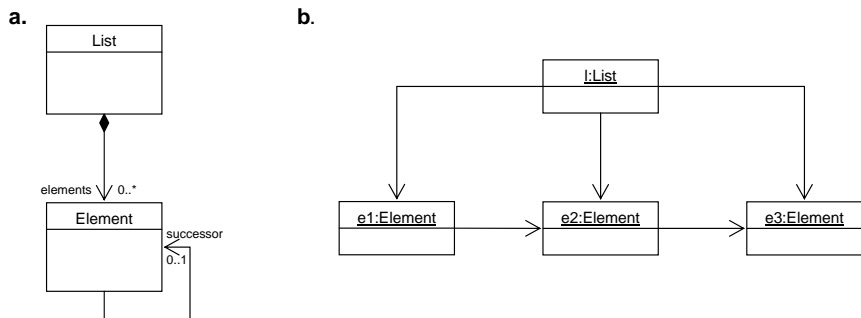 a.
List
elements 0..*
Element
successor
0..1
b.
l:List
e1:Element e2:Element e3:Element